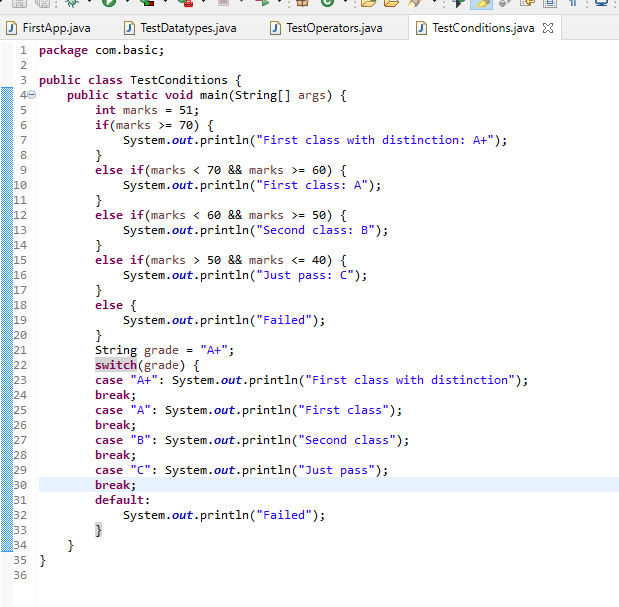 FirstApp.java TestDatatypes.java TestOperators.java TestConditions.java
1 package com.basic;
2
3 public class TestConditions {
4 public static void main(String[] args) {
5 int marks = 51;
6 if(marks >= 70) {
7 System.out.println("First class with distinction: A+");
8 }
9 else if(marks < 70 && marks >= 60) {
10 System.out.println("First class: A");
11 }
12 else if(marks < 60 && marks >= 50) {
13 System.out.println("Second class: B");
14 }
15 else if(marks > 50 && marks <= 40) {
16 System.out.println("Just pass: C");
17 }
18 else {
19 System.out.println("Failed");
20 }
21 String grade = "A+";
22 switch(grade) {
23 case "A+": System.out.println("First class with distinction");
24 break;
25 case "A": System.out.println("First class");
26 break;
27 case "B": System.out.println("Second class");
28 break;
29 case "C": System.out.println("Just pass");
30 break;
31 default:
32 System.out.println("Failed");
33 }
34 }
35 }
36